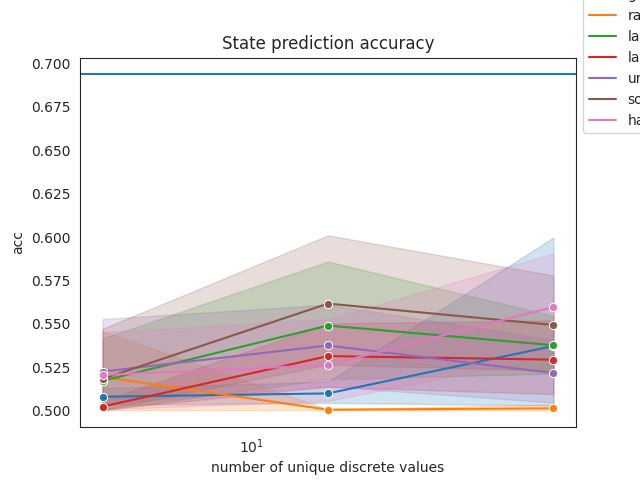 State prediction accuracy
ra
la
la
ur
sc
ha
0.700
0.675
0.650
0.625
0.600
0.575
0.550
0.525
0.500
acc
10¹
number of unique discrete values